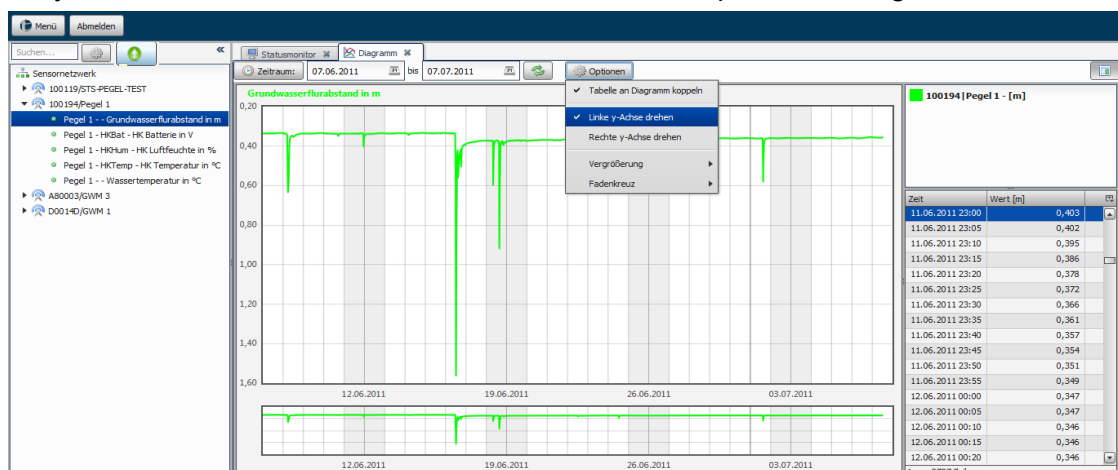 Menü Abmelden
Suchen...
Statusmonitor Diagramm
Zeitraum: 07.06.2011 bis 07.07.2011 Optionen
Sensornetzwerk
100119/STS-PEGEL-TEST
100194/Pegel 1
Pegel 1 - - Grundwasserflurabstand in m
Pegel 1 - HKBat - HK Batterie in V
Pegel 1 - HKHum - HK Luftfeuchte in %
Pegel 1 - HKTemp - HK Temperatur in °C
Pegel 1 - - Wassertemperatur in °C
A80003/GWM 3
D0014D/GWM 1
Grundwasserflurabstand in m
0,20
0,40
0,60
0,80
1,00
1,20
1,40
1,60
12.06.2011 19.06.2011 26.06.2011 03.07.2011
12.06.2011 19.06.2011 26.06.2011 03.07.2011
Tabelle an Diagramm koppeln
Linke y-Achse drehen
Rechte y-Achse drehen
Vergrößerung
Fadenkreuz
100194|Pegel 1 - [m]
Zeit Wert [m]
11.06.2011 23:00 0,403
11.06.2011 23:05 0,402
11.06.2011 23:10 0,395
11.06.2011 23:15 0,386
11.06.2011 23:20 0,378
11.06.2011 23:25 0,372
11.06.2011 23:30 0,366
11.06.2011 23:35 0,361
11.06.2011 23:40 0,357
11.06.2011 23:45 0,354
11.06.2011 23:50 0,351
11.06.2011 23:55 0,349
12.06.2011 00:00 0,347
12.06.2011 00:05 0,347
12.06.2011 00:10 0,346
12.06.2011 00:15 0,346
12.06.2011 00:20 0,346